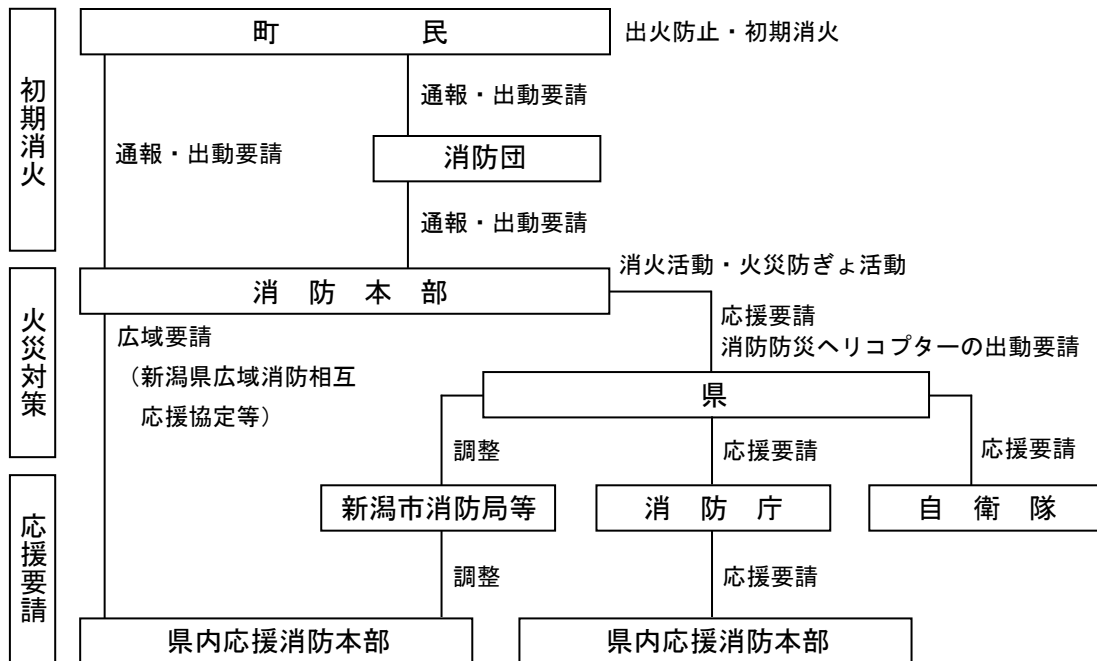 初期消火
町 民
出火防止・初期消火
通報・出動要請
通報・出動要請
消防団
通報・出動要請
火災対策
消 防 本 部
消火活動・火災防ぎょ活動
広域要請
（新潟県広域消防相互
応援協定等）
応援要請
消防防災ヘリコプターの出動要請
県
調整
応援要請
応援要請
応援要請
新潟市消防局等
消 防 庁
自 衛 隊
調整
応援要請
県内応援消防本部
県内応援消防本部